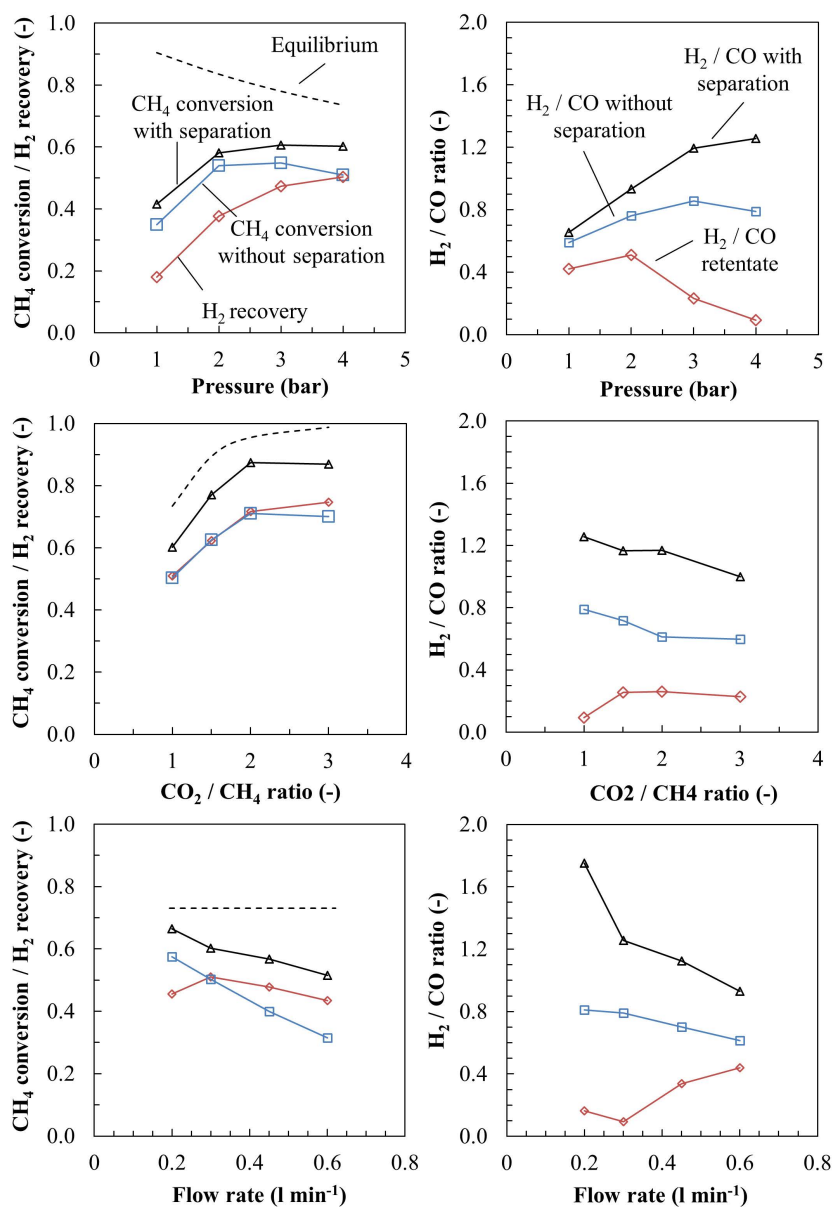 CH₄ conversion / H₂ recovery (-)
1.0
0.8
0.6
0.4
0.2
0.0
0
1
2
3
4
5
Pressure (bar)
Equilibrium
CH₄ conversion
with separation
CH₄ conversion
without separation
H₂ recovery
H₂ / CO ratio (-)
2.0
1.6
1.2
0.8
0.4
0.0
0
1
2
3
4
5
Pressure (bar)
H₂ / CO with
separation
H₂ / CO without
separation
H₂ / CO
retentate
CH₄ conversion / H₂ recovery (-)
1.0
0.8
0.6
0.4
0.2
0.0
0
1
2
3
4
CO₂ / CH₄ ratio (-)
H₂ / CO ratio (-)
2.0
1.6
1.2
0.8
0.4
0.0
0
1
2
3
4
CO2 / CH4 ratio (-)
CH₄ conversion / H₂ recovery (-)
1.0
0.8
0.6
0.4
0.2
0.0
0
0.2
0.4
0.6
0.8
Flow rate (l min⁻¹)
H₂ / CO ratio (-)
2.0
1.6
1.2
0.8
0.4
0.0
0
0.2
0.4
0.6
0.8
Flow rate (l min⁻¹)